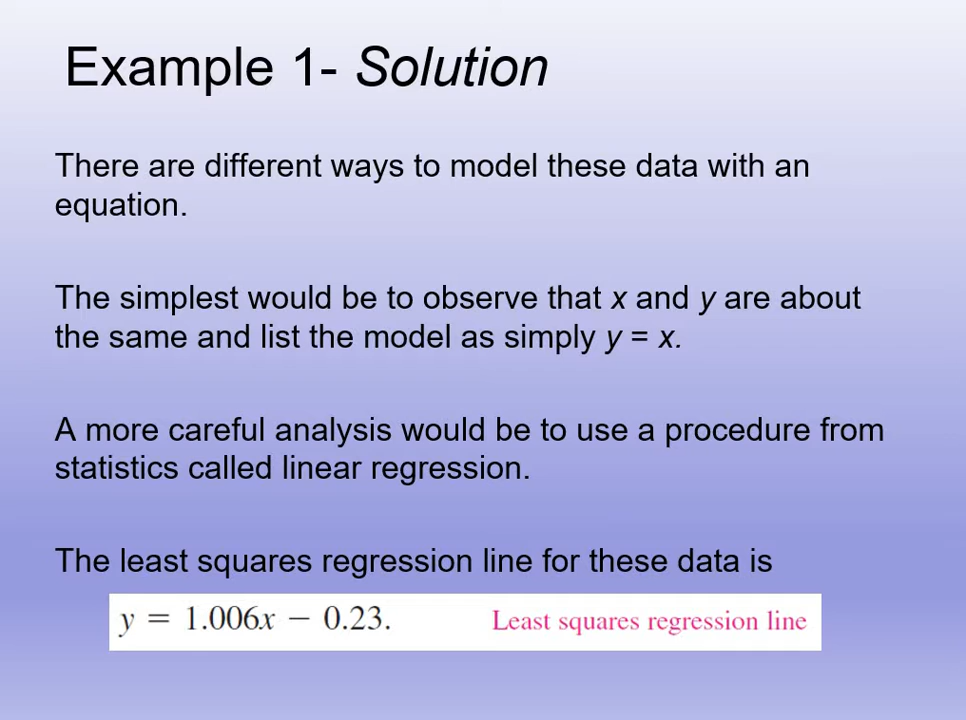 Example 1- Solution
There are different ways to model these data with an
equation.
The simplest would be to observe that x and y are about
the same and list the model as simply y = x.
A more careful analysis would be to use a procedure from
statistics called linear regression.
The least squares regression line for these data is
y = 1.006x − 0.23. Least squares regression line